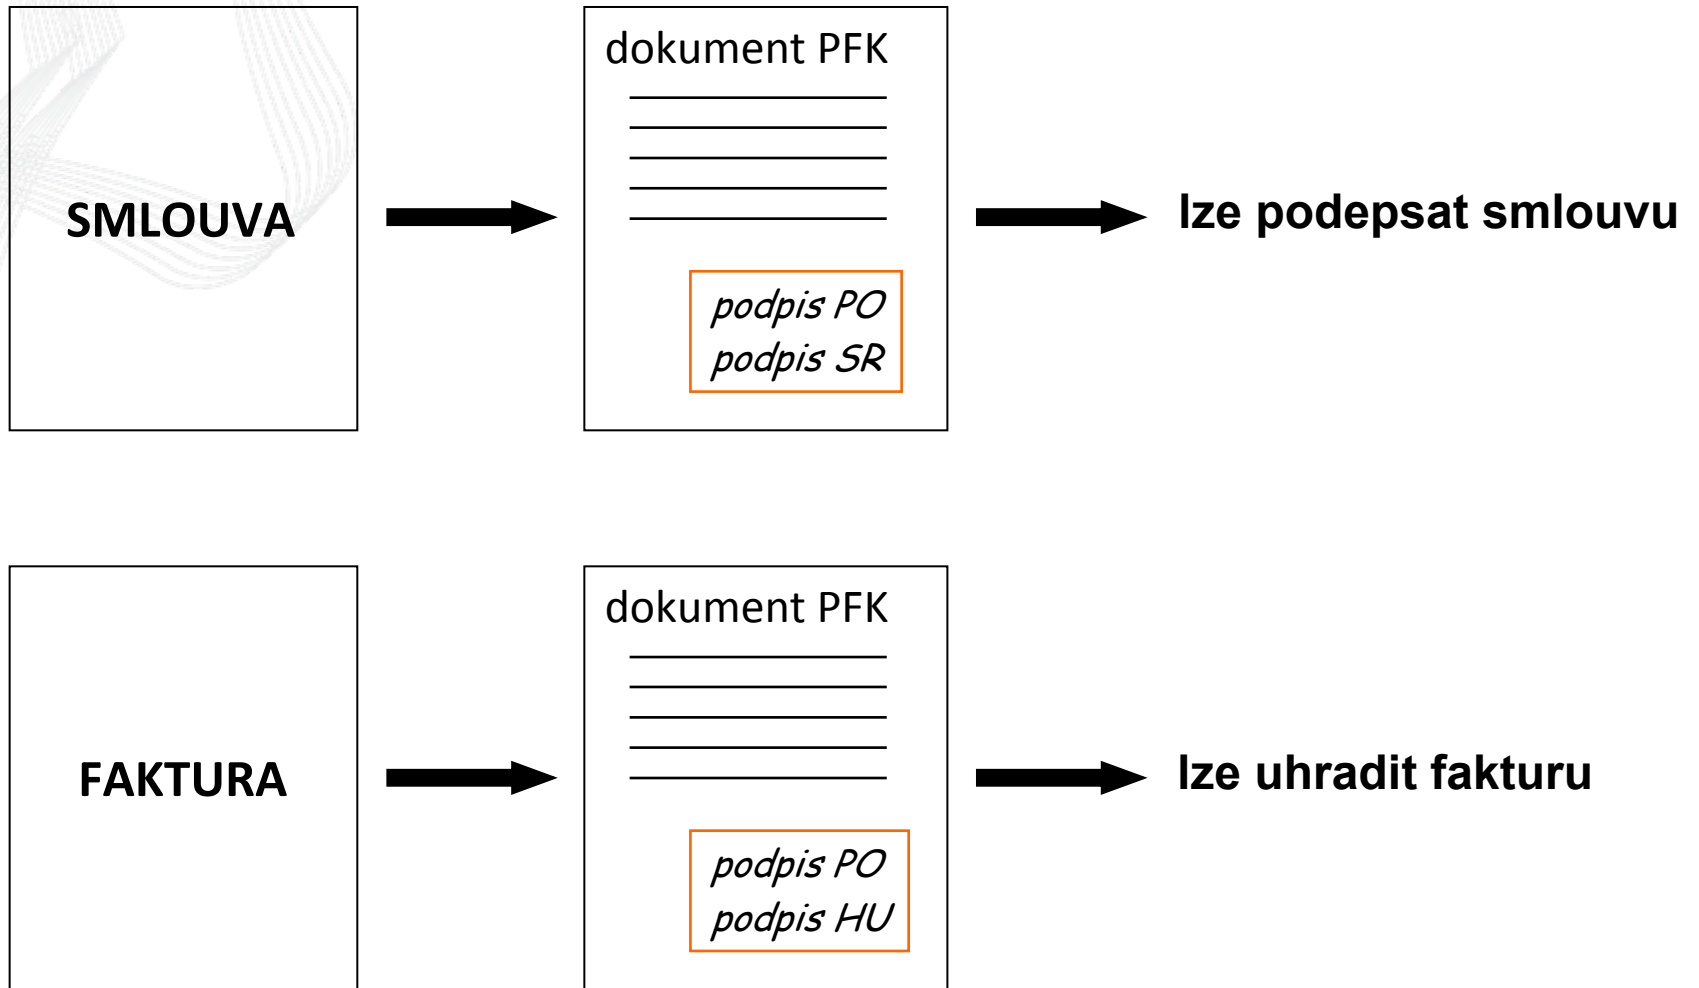 SMLOUVA
dokument PFK
podpis PO
podpis SR
lze podepsat smlouvu
FAKTURA
dokument PFK
podpis PO
podpis HU
lze uhradit fakturu